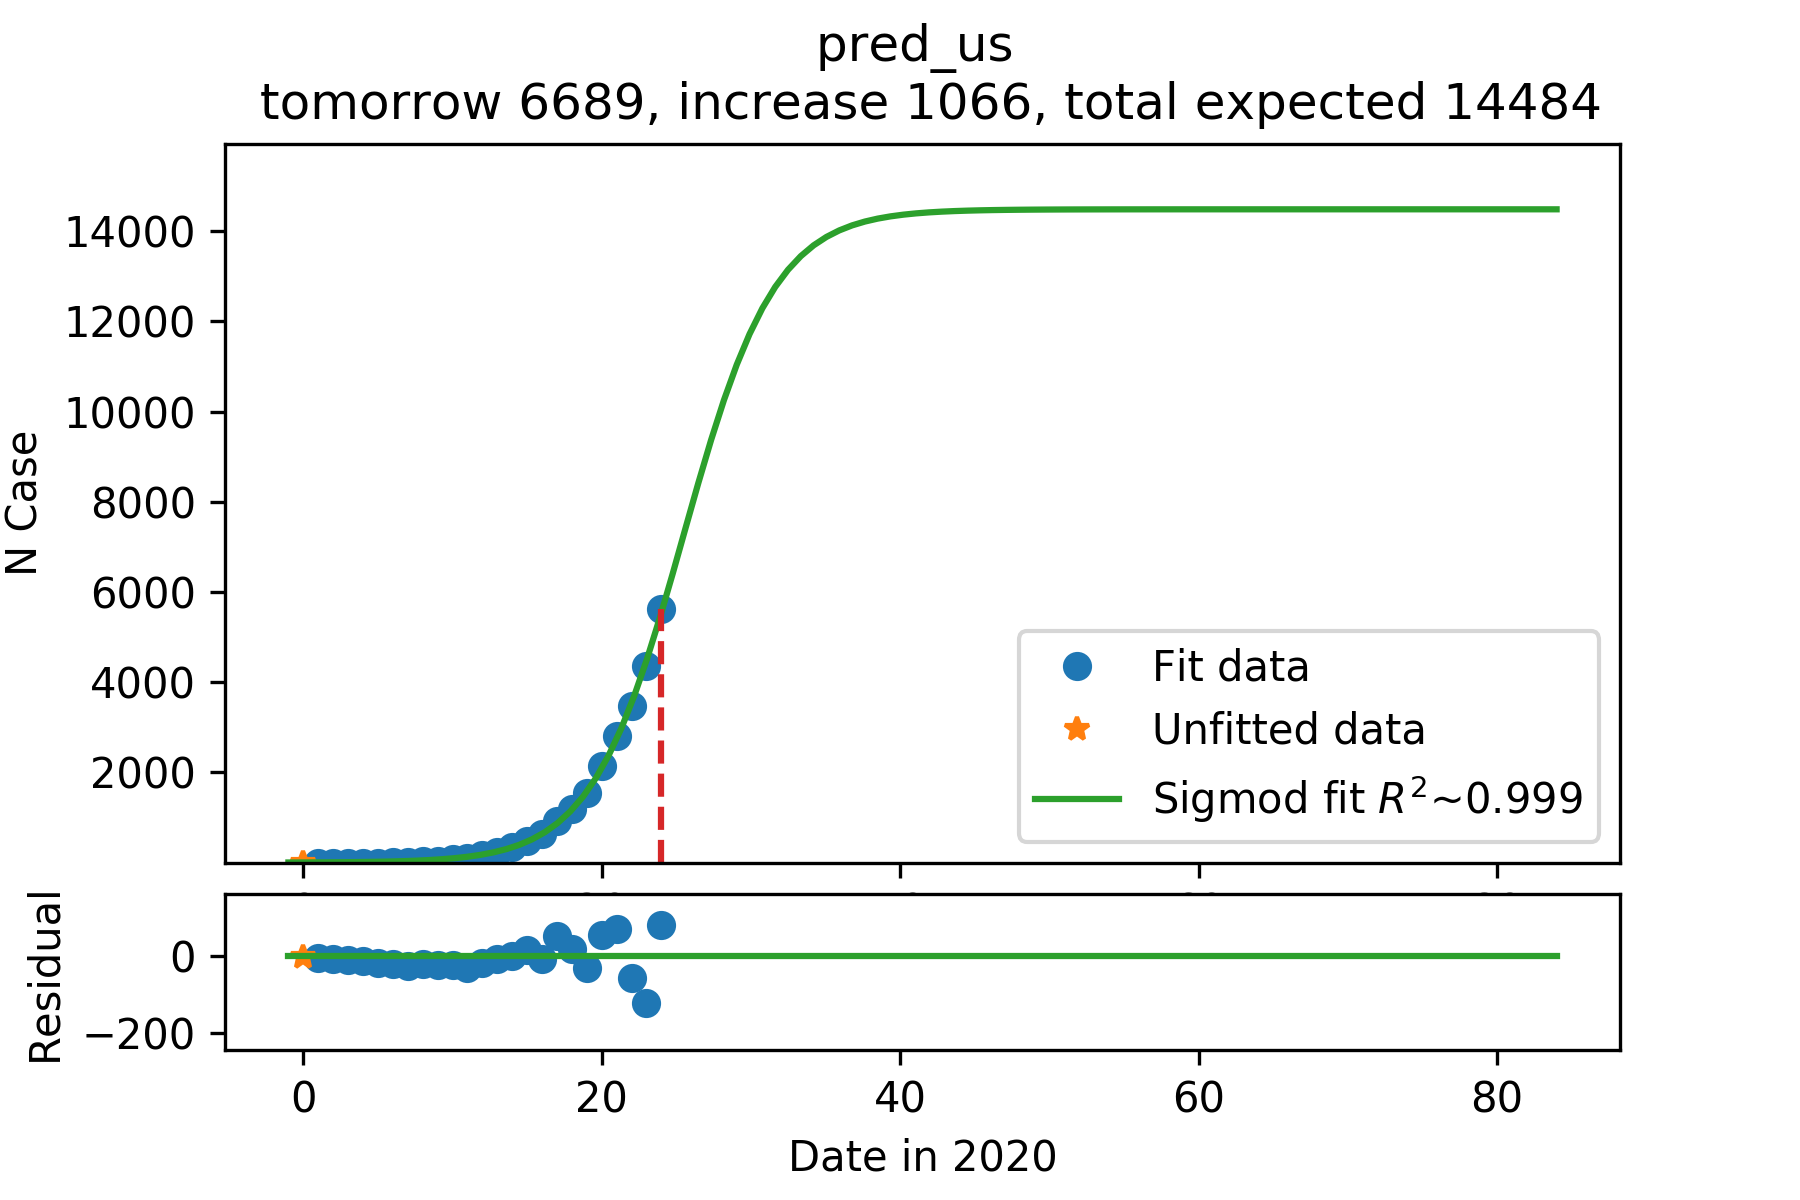 pred_us
tomorrow 6689, increase 1066, total expected 14484
14000
12000
10000
8000
6000
4000
2000
N Case
Fit data
Unfitted data
Sigmod fit R²~0.999
0
−200
Residual
0 20 40 60 80
Date in 2020